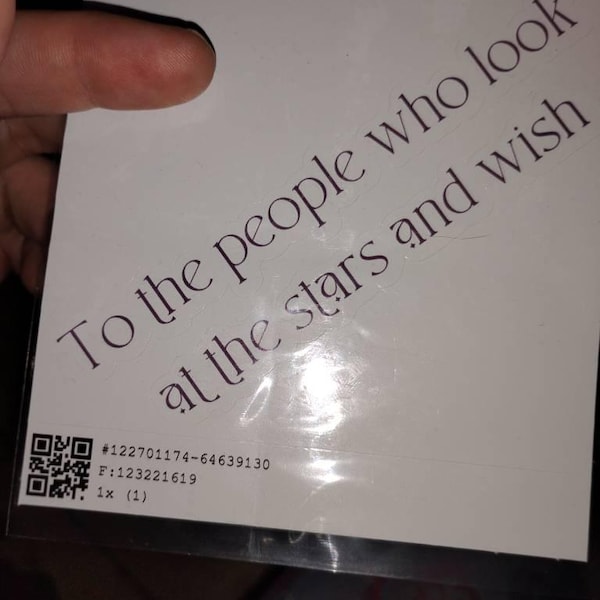 To the people who look
at the stars and wish
#122701174-64639130
F:123221619
1x (1)